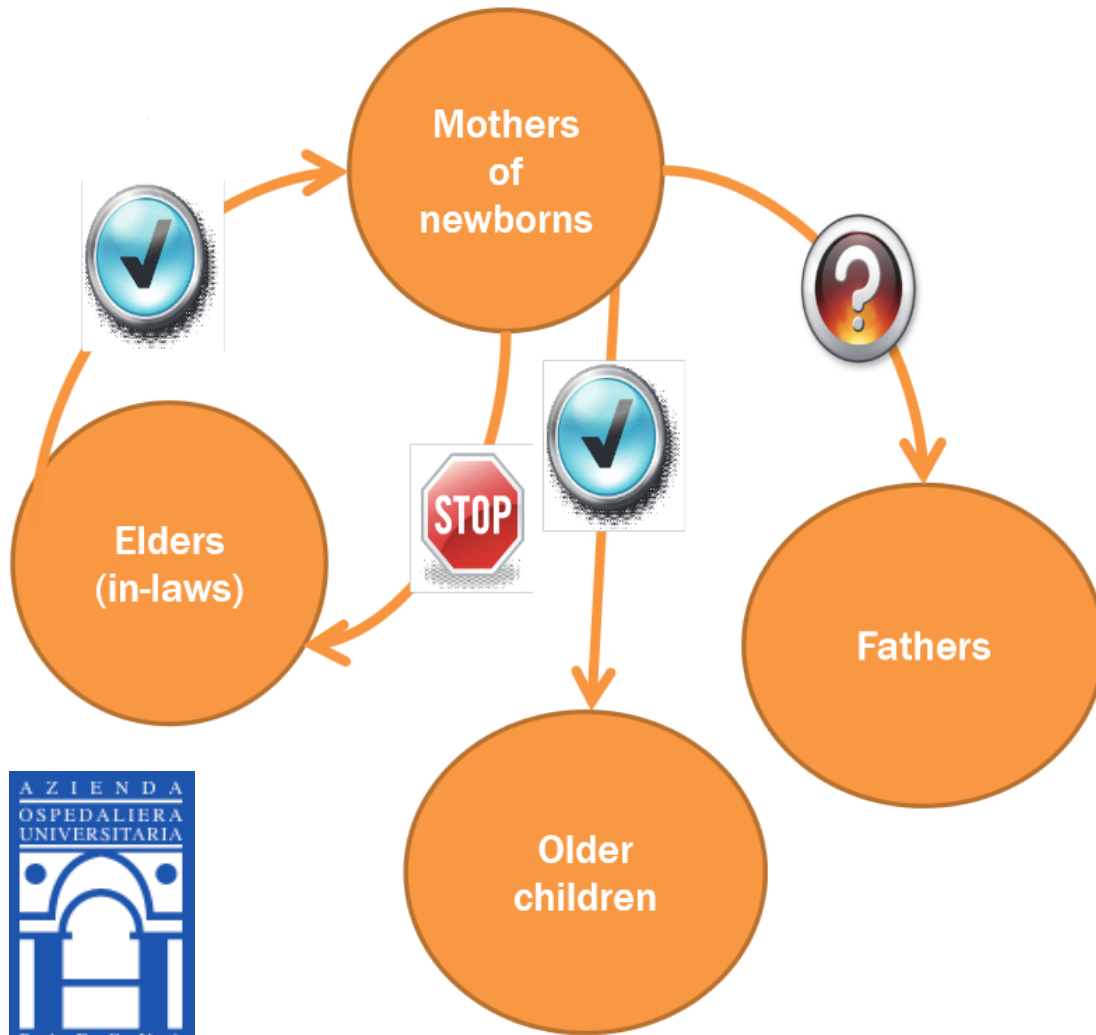 Mothers
of
newborns
STOP
Elders
(in-laws)
Fathers
Older
children
AZIENDA
OSPEDALIERA
UNIVERSITARIA